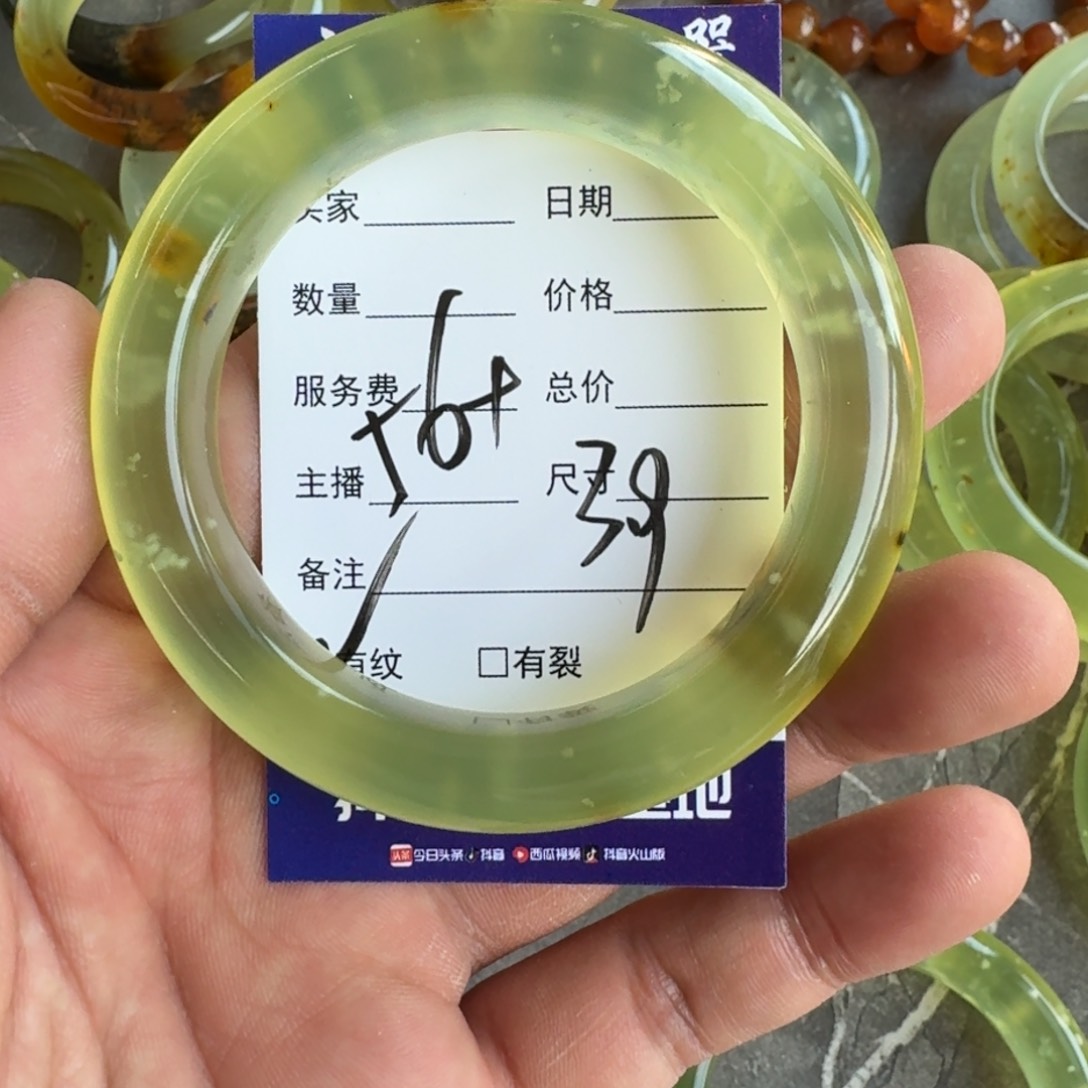 卖家 日期
数量 价格
服务费 总价
主播 尺寸
39
备注
有纹 □有裂
今日头条 抖音 西瓜视频 抖音火山版